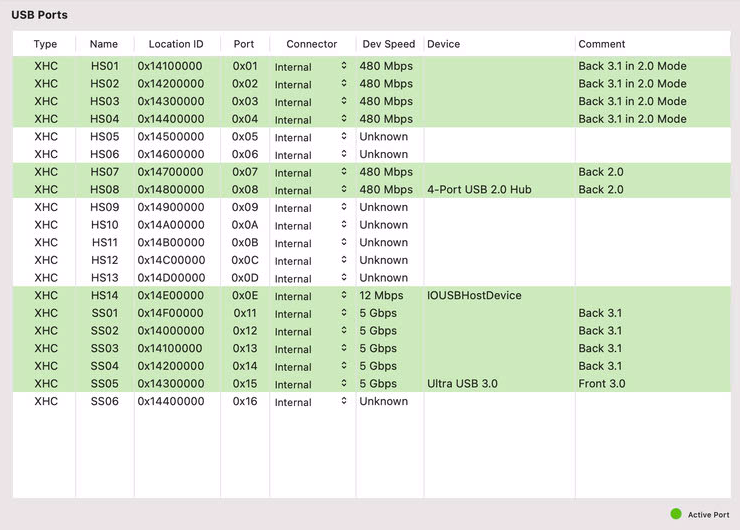 USB Ports
Type Name Location ID Port Connector Dev Speed Device Comment
XHC HS01 0x14100000 0x01 Internal 480 Mbps Back 3.1 in 2.0 Mode
XHC HS02 0x14200000 0x02 Internal 480 Mbps Back 3.1 in 2.0 Mode
XHC HS03 0x14300000 0x03 Internal 480 Mbps Back 3.1 in 2.0 Mode
XHC HS04 0x14400000 0x04 Internal 480 Mbps Back 3.1 in 2.0 Mode
XHC HS05 0x14500000 0x05 Internal Unknown
XHC HS06 0x14600000 0x06 Internal Unknown
XHC HS07 0x14700000 0x07 Internal 480 Mbps Back 2.0
XHC HS08 0x14800000 0x08 Internal 480 Mbps 4-Port USB 2.0 Hub Back 2.0
XHC HS09 0x14900000 0x09 Internal Unknown
XHC HS10 0x14A00000 0x0A Internal Unknown
XHC HS11 0x14B00000 0x0B Internal Unknown
XHC HS12 0x14C00000 0x0C Internal Unknown
XHC HS13 0x14D00000 0x0D Internal Unknown
XHC HS14 0x14E00000 0x0E Internal 12 Mbps IOUSBHostDevice
XHC SS01 0x14F00000 0x11 Internal 5 Gbps Back 3.1
XHC SS02 0x14000000 0x12 Internal 5 Gbps Back 3.1
XHC SS03 0x14100000 0x13 Internal 5 Gbps Back 3.1
XHC SS04 0x14200000 0x14 Internal 5 Gbps Back 3.1
XHC SS05 0x14300000 0x15 Internal 5 Gbps Ultra USB 3.0 Front 3.0
XHC SS06 0x14400000 0x16 Internal Unknown
Active Port